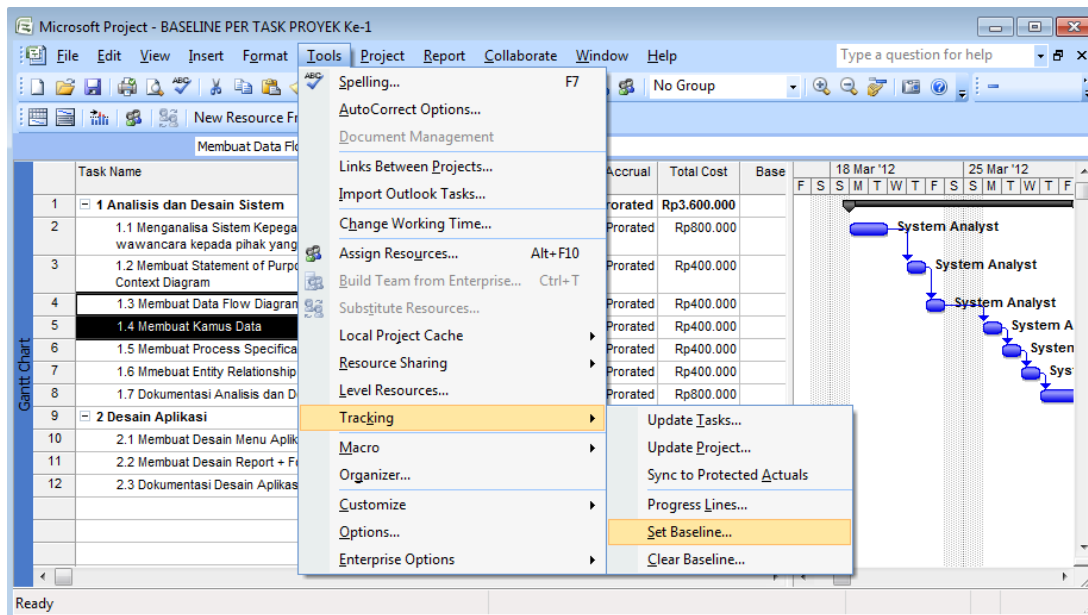 Microsoft Project - BASELINE PER TASK PROYEK Ke-1
File Edit View Insert Format Tools Project Report Collaborate Window Help Type a question for help
No Group
New Resource Fr
Membuat Data Flo
Task Name Accrual Total Cost Base 18 Mar '12 25 Mar '12
F S S M T W T F S S M T W T F
1 1 Analisis dan Desain Sistem rorated Rp3.600.000
2 1.1 Menganalisa Sistem Kepega Prorated Rp800.000 System Analyst
wawancara kepada pihak yang
3 1.2 Membuat Statement of Purpo Prorated Rp400.000 System Analyst
Context Diagram
4 1.3 Membuat Data Flow Diagran Prorated Rp400.000 System Analyst
5 1.4 Membuat Kamus Data Prorated Rp400.000 System A
6 1.5 Membuat Process Specifica Prorated Rp400.000 System
7 1.6 Mmebuat Entity Relationship Prorated Rp400.000 Sys
8 1.7 Dokumentasi Analisis dan D Prorated Rp800.000
9 2 Desain Aplikasi
10 2.1 Membuat Desain Menu Aplik
11 2.2 Membuat Desain Report + Fo
12 2.3 Dokumentasi Desain Aplikas
Gantt Chart
Spelling... F7
AutoCorrect Options...
Document Management
Links Between Projects...
Import Outlook Tasks...
Change Working Time...
Assign Resources... Alt+F10
Build Team from Enterprise... Ctrl+T
Substitute Resources...
Local Project Cache
Resource Sharing
Level Resources...
Tracking
Macro
Organizer...
Customize
Options...
Enterprise Options
Update Tasks...
Update Project...
Sync to Protected Actuals
Progress Lines...
Set Baseline...
Clear Baseline...
Ready